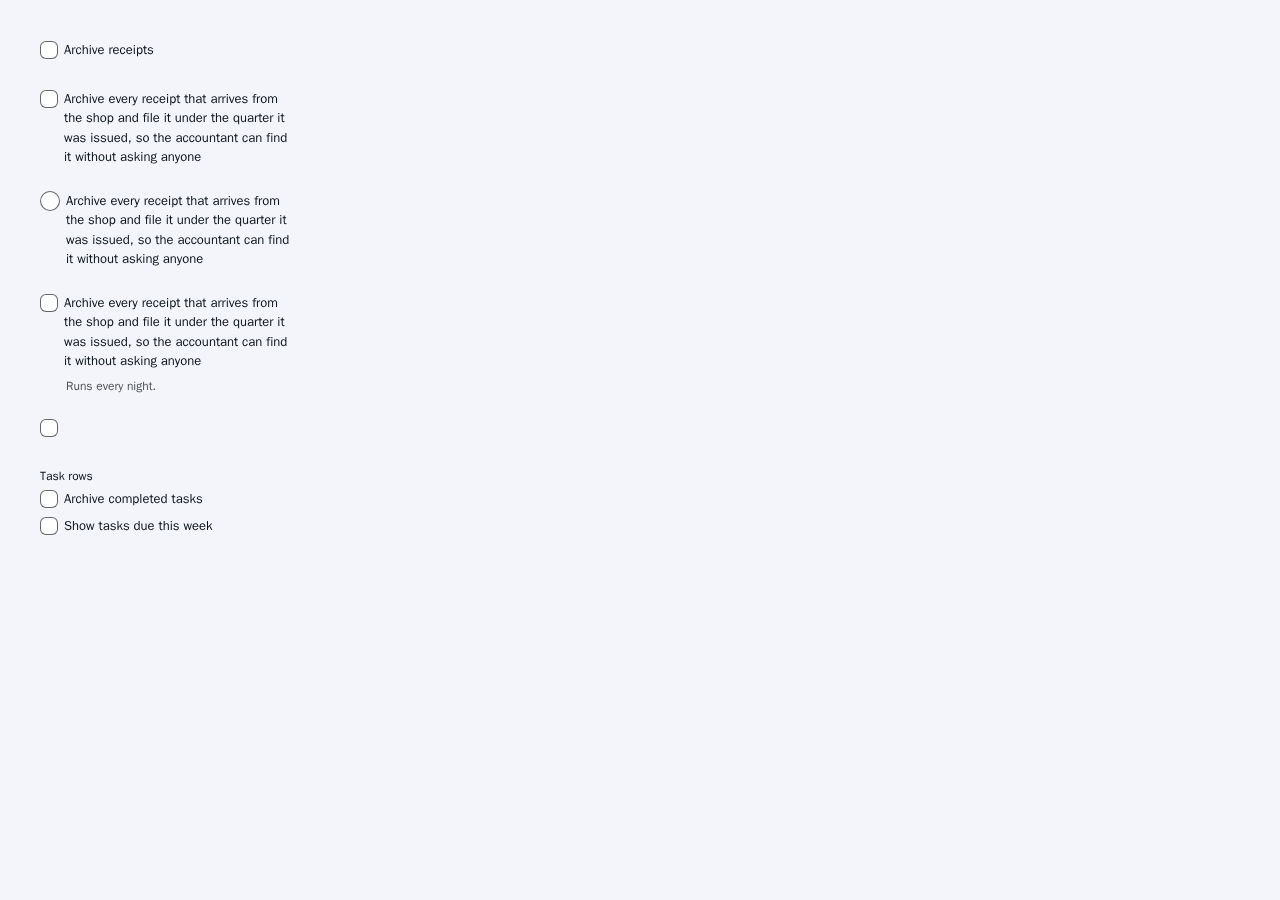 Archive receipts
Archive every receipt that arrives from
the shop and file it under the quarter it
was issued, so the accountant can find
it without asking anyone
Archive every receipt that arrives from
the shop and file it under the quarter it
was issued, so the accountant can find
it without asking anyone
Archive every receipt that arrives from
the shop and file it under the quarter it
was issued, so the accountant can find
it without asking anyone
Runs every night.
Task rows
Archive completed tasks
Show tasks due this week